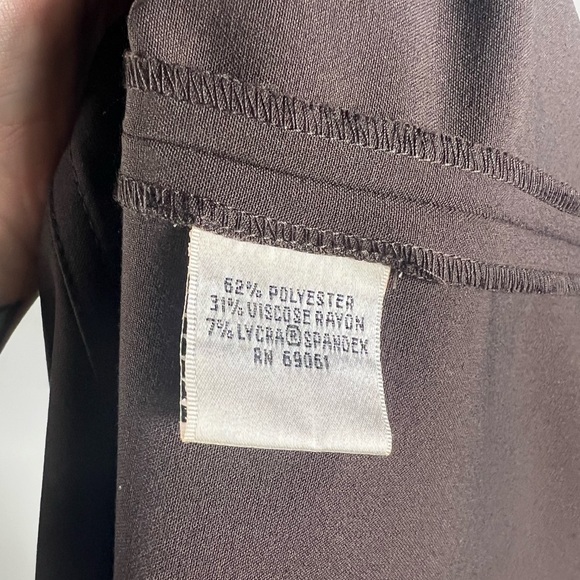 62% POLYESTER
31% VISCOSE RAYON
7% LYCRA® SPANDEX
RN 69061